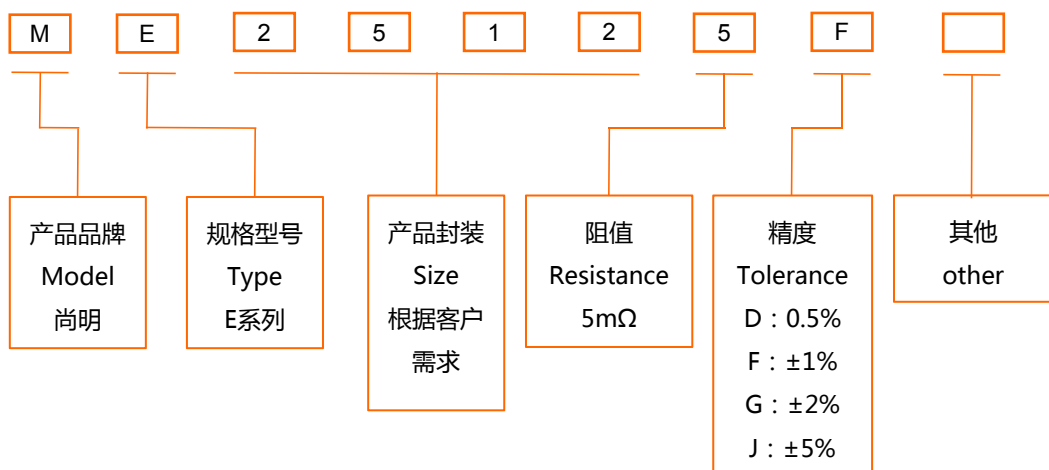 M E 2 5 1 2 5 F
产品品牌
Model
尚明
规格型号
Type
E系列
产品封装
Size
根据客户
需求
阻值
Resistance
5mΩ
精度
Tolerance
D：0.5%
F：±1%
G：±2%
J：±5%
其他
other